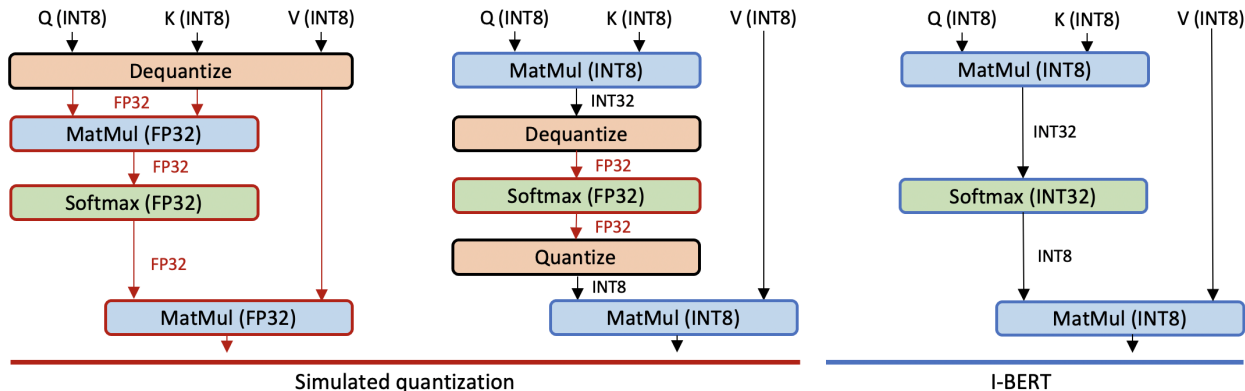 Q (INT8) K (INT8) V (INT8)
Dequantize
FP32
MatMul (FP32)
FP32
Softmax (FP32)
FP32
MatMul (FP32)
Q (INT8) K (INT8) V (INT8)
MatMul (INT8)
INT32
Dequantize
FP32
Softmax (FP32)
FP32
Quantize
INT8
MatMul (INT8)
Simulated quantization
Q (INT8) K (INT8) V (INT8)
MatMul (INT8)
INT32
Softmax (INT32)
INT8
MatMul (INT8)
I-BERT